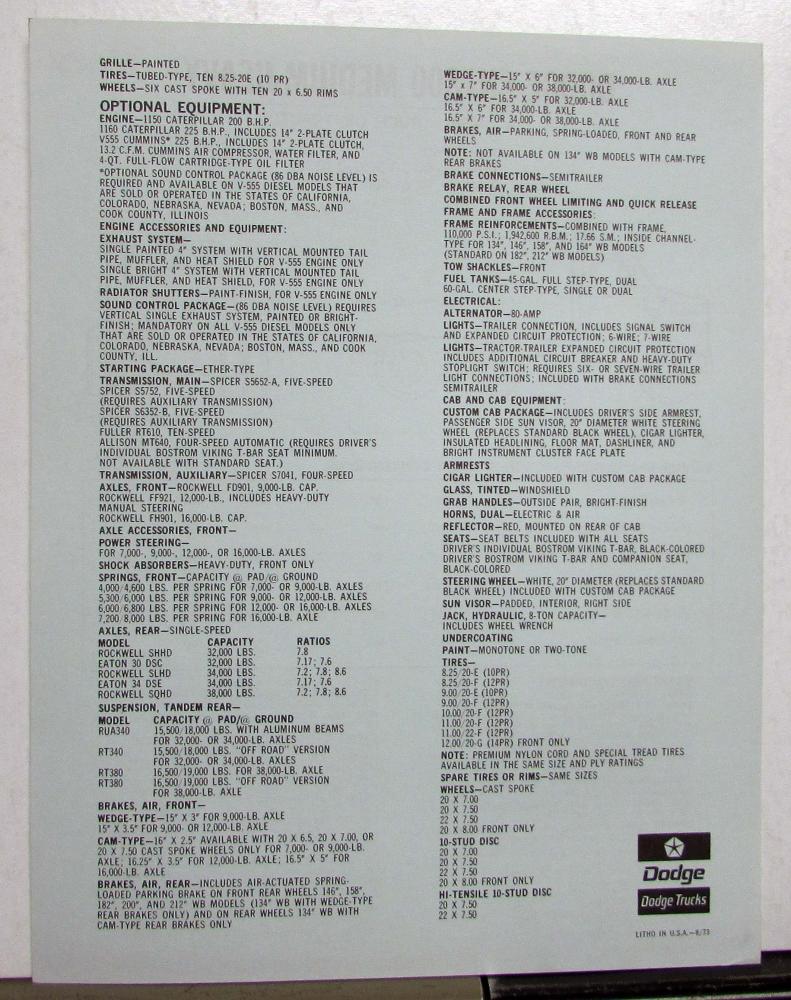 GRILLE—PAINTED
TIRES—TUBED-TYPE, TEN 8.25-20E (10 PR)
WHEELS—SIX CAST SPOKE WITH TEN 20 x 6.50 RIMS
OPTIONAL EQUIPMENT:
ENGINE—1150 CATERPILLAR 200 B.H.P.
1160 CATERPILLAR 225 B.H.P., INCLUDES 14" 2-PLATE CLUTCH
V555 CUMMINS* 225 B.H.P., INCLUDES 14" 2-PLATE CLUTCH,
13.2 C.F.M. CUMMINS AIR COMPRESSOR, WATER FILTER, AND
4-QT. FULL-FLOW CARTRIDGE-TYPE OIL FILTER
*OPTIONAL SOUND CONTROL PACKAGE (86 DBA NOISE LEVEL) IS
REQUIRED AND AVAILABLE ON V-555 DIESEL MODELS THAT
ARE SOLD OR OPERATED IN THE STATES OF CALIFORNIA,
COLORADO, NEBRASKA, NEVADA; BOSTON, MASS., AND
COOK COUNTY, ILLINOIS
ENGINE ACCESSORIES AND EQUIPMENT:
EXHAUST SYSTEM—
SINGLE PAINTED 4" SYSTEM WITH VERTICAL MOUNTED TAIL
PIPE, MUFFLER, AND HEAT SHIELD FOR V-555 ENGINE ONLY
SINGLE BRIGHT 4" SYSTEM WITH VERTICAL MOUNTED TAIL
PIPE, MUFFLER, AND HEAT SHIELD, FOR V-555 ENGINE ONLY
RADIATOR SHUTTERS—PAINT-FINISH, FOR V-555 ENGINE ONLY
SOUND CONTROL PACKAGE—(86 DBA NOISE LEVEL) REQUIRES
VERTICAL SINGLE EXHAUST SYSTEM, PAINTED OR BRIGHT-
FINISH; MANDATORY ON ALL V-555 DIESEL MODELS ONLY
THAT ARE SOLD OR OPERATED IN THE STATES OF CALIFORNIA,
COLORADO, NEBRASKA, NEVADA; BOSTON, MASS., AND COOK
COUNTY, ILL.
STARTING PACKAGE—ETHER-TYPE
TRANSMISSION, MAIN—SPICER S5652-A, FIVE-SPEED
SPICER S5752, FIVE-SPEED
(REQUIRES AUXILIARY TRANSMISSION)
SPICER S6352-B, FIVE-SPEED
(REQUIRES AUXILIARY TRANSMISSION)
FULLER RT610, TEN-SPEED
ALLISON MT640, FOUR-SPEED AUTOMATIC (REQUIRES DRIVER'S
INDIVIDUAL BOSTROM VIKING T-BAR SEAT MINIMUM.
NOT AVAILABLE WITH STANDARD SEAT.)
TRANSMISSION, AUXILIARY—SPICER S7041, FOUR-SPEED
AXLES, FRONT—ROCKWELL FD901, 9,000-LB. CAP.
ROCKWELL FF921, 12,000-LB., INCLUDES HEAVY-DUTY
MANUAL STEERING
ROCKWELL FH901, 16,000-LB. CAP.
AXLE ACCESSORIES, FRONT—
POWER STEERING—
FOR 7,000-, 9,000-, 12,000-, OR 16,000-LB. AXLES
SHOCK ABSORBERS—HEAVY-DUTY, FRONT ONLY
SPRINGS, FRONT—CAPACITY @ PAD/@ GROUND
4,000/4,600 LBS. PER SPRING FOR 7,000- OR 9,000-LB. AXLES
5,300/6,000 LBS. PER SPRING FOR 9,000- OR 12,000-LB. AXLES
6,000/6,800 LBS. PER SPRING FOR 12,000- OR 16,000-LB. AXLES
7,200/8,000 LBS. PER SPRING FOR 16,000-LB. AXLE
AXLES, REAR—SINGLE-SPEED
MODEL CAPACITY RATIOS
ROCKWELL SHHD 32,000 LBS. 7.8
EATON 30 DSC 32,000 LBS. 7.17; 7.6
ROCKWELL SLHD 34,000 LBS. 7.2; 7.8; 8.6
EATON 34 DSE 34,000 LBS. 7.17; 7.6
ROCKWELL SQHD 38,000 LBS. 7.2; 7.8; 8.6
SUSPENSION, TANDEM REAR—
MODEL CAPACITY @ PAD/@ GROUND
RUA340 15,500/18,000 LBS. WITH ALUMINUM BEAMS
FOR 32,000- OR 34,000-LB. AXLES
RT340 15,500/18,000 LBS. "OFF ROAD" VERSION
FOR 32,000- OR 34,000-LB. AXLES
RT380 16,500/19,000 LBS. FOR 38,000-LB. AXLE
RT380 16,500/19,000 LBS. "OFF ROAD" VERSION
FOR 38,000-LB. AXLE
BRAKES, AIR, FRONT—
WEDGE-TYPE—15" X 3" FOR 9,000-LB. AXLE
15" X 3.5" FOR 9,000- OR 12,000-LB. AXLE
CAM-TYPE—16" X 2.5" AVAILABLE WITH 20 X 6.5, 20 X 7.00, OR
20 X 7.50 CAST SPOKE WHEELS ONLY FOR 7,000- OR 9,000-LB.
AXLE; 16.25" X 3.5" FOR 12,000-LB. AXLE; 16.5" X 5" FOR
16,000-LB. AXLE
BRAKES, AIR, REAR—INCLUDES AIR-ACTUATED SPRING-
LOADED PARKING BRAKE ON FRONT REAR WHEELS 146", 158",
182", 200", AND 212" WB MODELS (134" WB WITH WEDGE-TYPE
REAR BRAKES ONLY) AND ON REAR WHEELS 134" WB WITH
CAM-TYPE REAR BRAKES ONLY
WEDGE-TYPE—15" X 6" FOR 32,000- OR 34,000-LB. AXLE
15" x 7" FOR 34,000- OR 38,000-LB. AXLE
CAM-TYPE—16.5" X 5" FOR 32,000-LB. AXLE
16.5" X 6" FOR 34,000-LB. AXLE
16.5" X 7" FOR 34,000- OR 38,000-LB. AXLE
BRAKES, AIR—PARKING, SPRING-LOADED, FRONT AND REAR
WHEELS
NOTE: NOT AVAILABLE ON 134" WB MODELS WITH CAM-TYPE
REAR BRAKES
BRAKE CONNECTIONS—SEMITRAILER
BRAKE RELAY, REAR WHEEL
COMBINED FRONT WHEEL LIMITING AND QUICK RELEASE
FRAME AND FRAME ACCESSORIES:
FRAME REINFORCEMENTS—COMBINED WITH FRAME,
110,000 P.S.I.; 1,942,600 R.B.M.; 17.66 S.M.; INSIDE CHANNEL-
TYPE FOR 134", 146", 158", AND 164" WB MODELS
(STANDARD ON 182", 212" WB MODELS)
TOW SHACKLES—FRONT
FUEL TANKS—45-GAL. FULL STEP-TYPE, DUAL
60-GAL. CENTER STEP-TYPE, SINGLE OR DUAL
ELECTRICAL:
ALTERNATOR—80-AMP
LIGHTS—TRAILER CONNECTION, INCLUDES SIGNAL SWITCH
AND EXPANDED CIRCUIT PROTECTION; 6-WIRE; 7-WIRE
LIGHTS—TRACTOR-TRAILER EXPANDED CIRCUIT PROTECTION
INCLUDES ADDITIONAL CIRCUIT BREAKER AND HEAVY-DUTY
STOPLIGHT SWITCH; REQUIRES SIX- OR SEVEN-WIRE TRAILER
LIGHT CONNECTIONS; INCLUDED WITH BRAKE CONNECTIONS
SEMITRAILER
CAB AND CAB EQUIPMENT:
CUSTOM CAB PACKAGE—INCLUDES DRIVER'S SIDE ARMREST,
PASSENGER SIDE SUN VISOR, 20" DIAMETER WHITE STEERING
WHEEL (REPLACES STANDARD BLACK WHEEL), CIGAR LIGHTER,
INSULATED HEADLINING, FLOOR MAT, DASHLINER, AND
BRIGHT INSTRUMENT CLUSTER FACE PLATE
ARMRESTS
CIGAR LIGHTER—INCLUDED WITH CUSTOM CAB PACKAGE
GLASS, TINTED—WINDSHIELD
GRAB HANDLES—OUTSIDE PAIR, BRIGHT-FINISH
HORNS, DUAL—ELECTRIC & AIR
REFLECTOR—RED, MOUNTED ON REAR OF CAB
SEATS—SEAT BELTS INCLUDED WITH ALL SEATS
DRIVER'S INDIVIDUAL BOSTROM VIKING T-BAR, BLACK-COLORED
DRIVER'S BOSTROM VIKING T-BAR AND COMPANION SEAT,
BLACK-COLORED
STEERING WHEEL—WHITE, 20" DIAMETER (REPLACES STANDARD
BLACK WHEEL) INCLUDED WITH CUSTOM CAB PACKAGE
SUN VISOR—PADDED, INTERIOR, RIGHT SIDE
JACK, HYDRAULIC, 8-TON CAPACITY—
INCLUDES WHEEL WRENCH
UNDERCOATING
PAINT—MONOTONE OR TWO-TONE
TIRES—
8.25/20-E (10PR)
8.25/20-F (12PR)
9.00/20-E (10PR)
9.00/20-F (12PR)
10.00/20-F (12PR)
11.00/20-F (12PR)
11.00/22-F (12PR)
12.00/20-G (14PR) FRONT ONLY
NOTE: PREMIUM NYLON CORD AND SPECIAL TREAD TIRES
AVAILABLE IN THE SAME SIZE AND PLY RATINGS
SPARE TIRES OR RIMS—SAME SIZES
WHEELS—CAST SPOKE
20 X 7.00
20 X 7.50
22 X 7.50
20 X 8.00 FRONT ONLY
10-STUD DISC
20 X 7.00
20 X 7.50
22 X 7.50
20 X 8.00 FRONT ONLY
HI-TENSILE 10-STUD DISC
20 X 7.50
22 X 7.50
Dodge
Dodge Trucks
LITHO IN U.S.A.—8/73